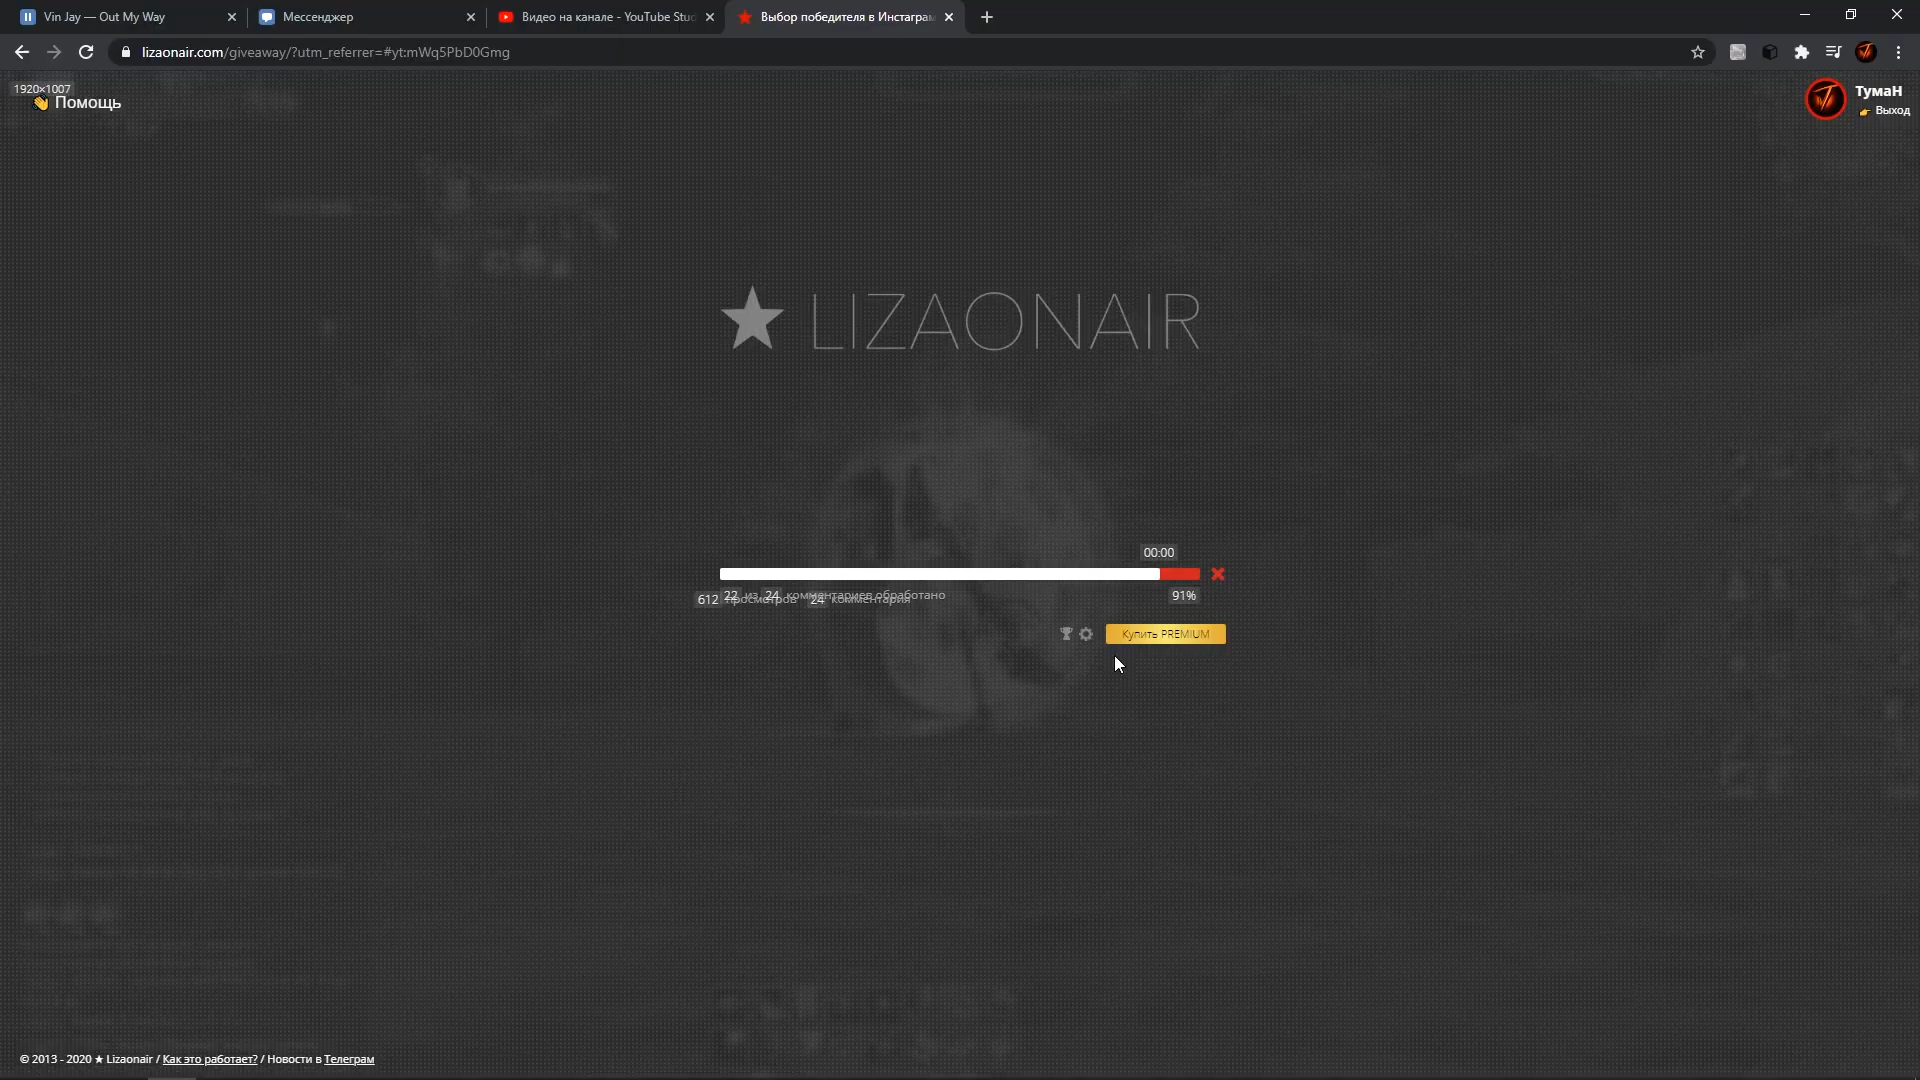 Vin Jay — Out My Way
Мессенджер
Видео на канале - YouTube Stud
Выбор победителя в Инстаграм
lizaonair.com/giveaway/?utm_referrer=#yt:mWq5PbD0Gmg
1920×1007
👋 Помощь
ТумаН
👉 Выход
★ LIZAONAIR
00:00
22 из 24 комментариев обработано
91%
612 просмотров 24 комментария
Купить PREMIUM
© 2013 - 2020 ★ Lizaonair / Как это работает? / Новости в Телеграм